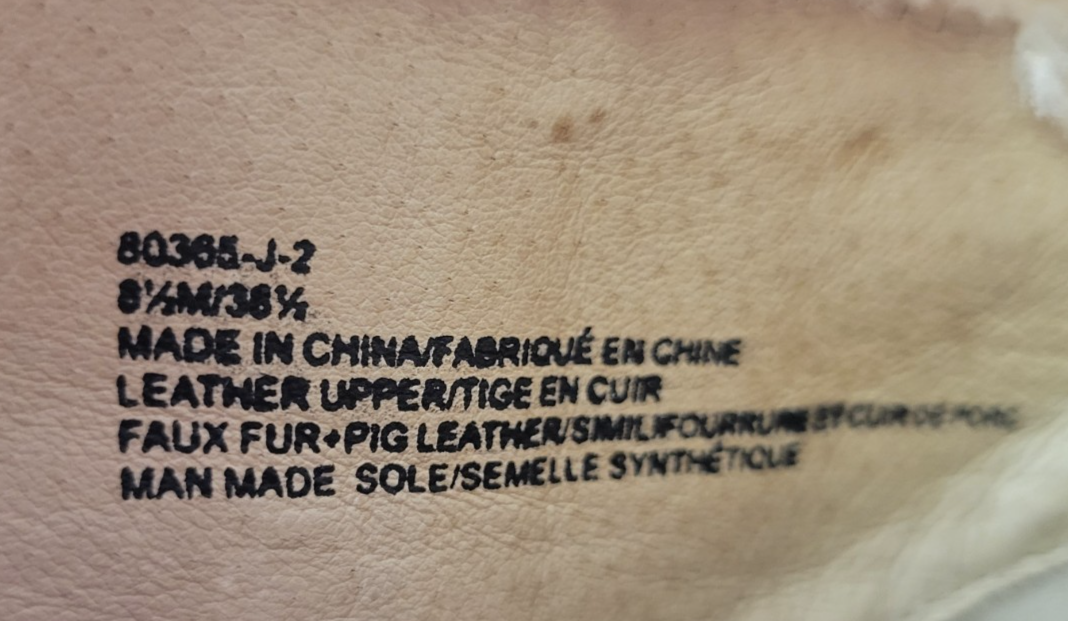 80365-J-2
8½M/38½
MADE IN CHINA/FABRIQUÉ EN CHINE
LEATHER UPPER/TIGE EN CUIR
FAUX FUR+PIG LEATHER/SIMILIFOURRURE ET CUIR DE PORC
MAN MADE SOLE/SEMELLE SYNTHÉTIQUE